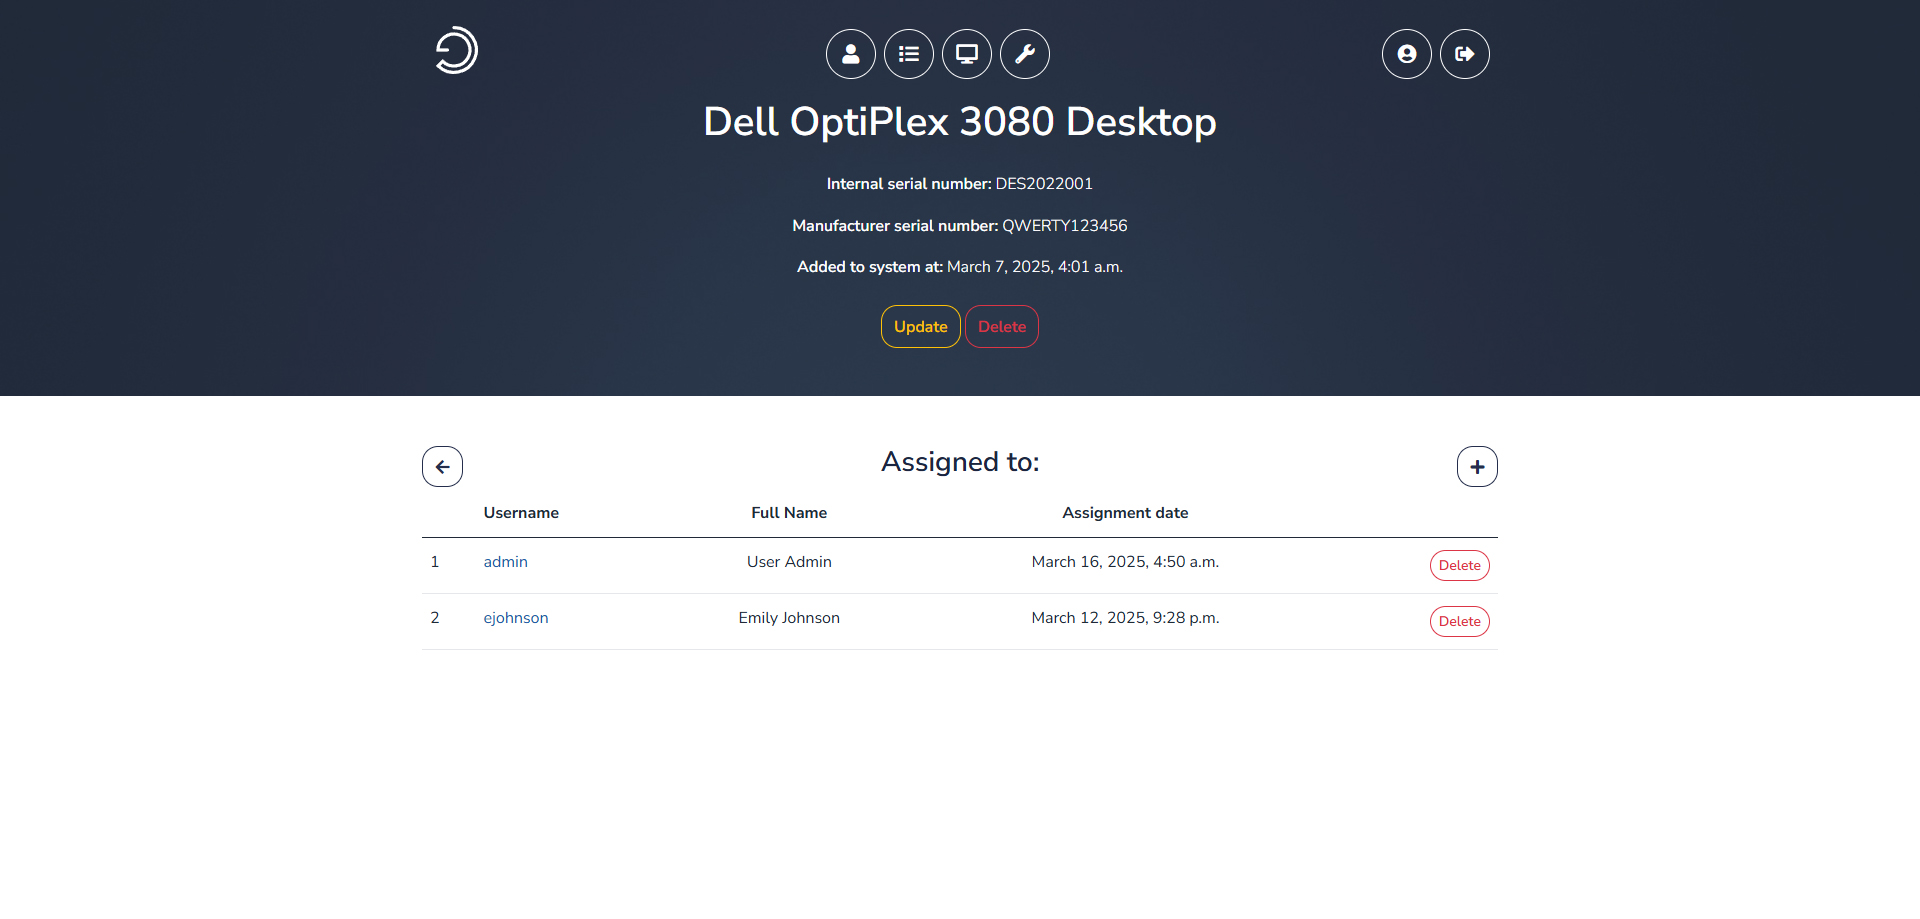 Dell OptiPlex 3080 Desktop
Internal serial number: DES2022001
Manufacturer serial number: QWERTY123456
Added to system at: March 7, 2025, 4:01 a.m.
Update Delete
Assigned to:
Username Full Name Assignment date
1 admin User Admin March 16, 2025, 4:50 a.m. Delete
2 ejohnson Emily Johnson March 12, 2025, 9:28 p.m. Delete